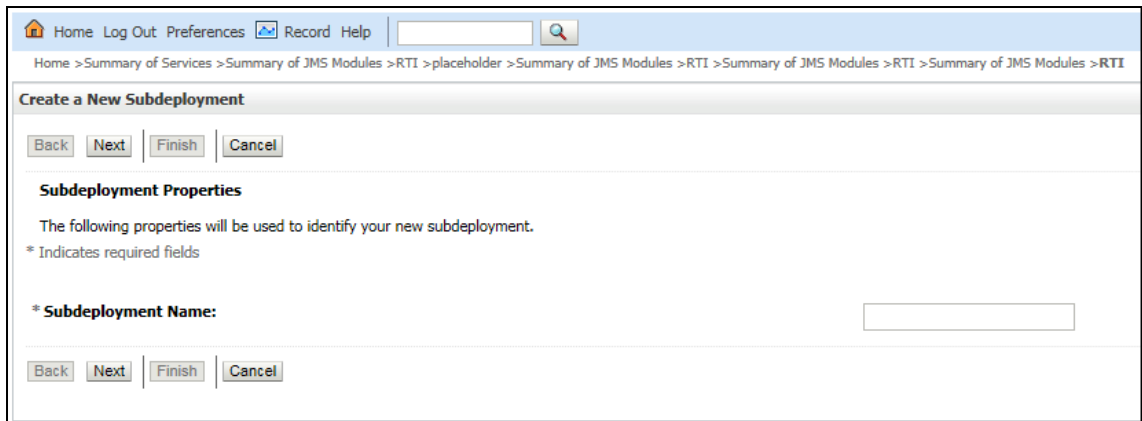 Home Log Out Preferences Record Help
Home >Summary of Services >Summary of JMS Modules >RTI >placeholder >Summary of JMS Modules >RTI >Summary of JMS Modules >RTI >Summary of JMS Modules >RTI
Create a New Subdeployment
Back Next Finish Cancel
Subdeployment Properties
The following properties will be used to identify your new subdeployment.
* Indicates required fields
* Subdeployment Name:
Back Next Finish Cancel